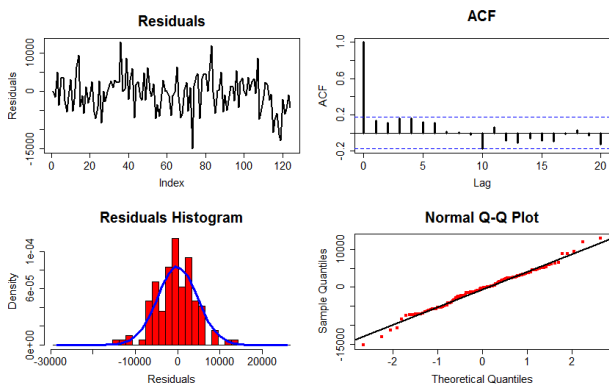 Residuals
Residuals
10000
0
-15000
0 20 40 60 80 100 120
Index
ACF
ACF
1.0
0.6
0.2
-0.2
0 5 10 15 20
Lag
Residuals Histogram
Density
1e-04
6e-05
0e+00
-30000 -10000 0 10000 20000
Residuals
Normal Q-Q Plot
Sample Quantiles
10000
0
-15000
-2 -1 0 1 2
Theoretical Quantiles